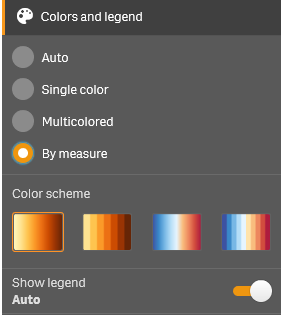 Colors and legend
Auto
Single color
Multicolored
By measure
Color scheme
Show legend
Auto